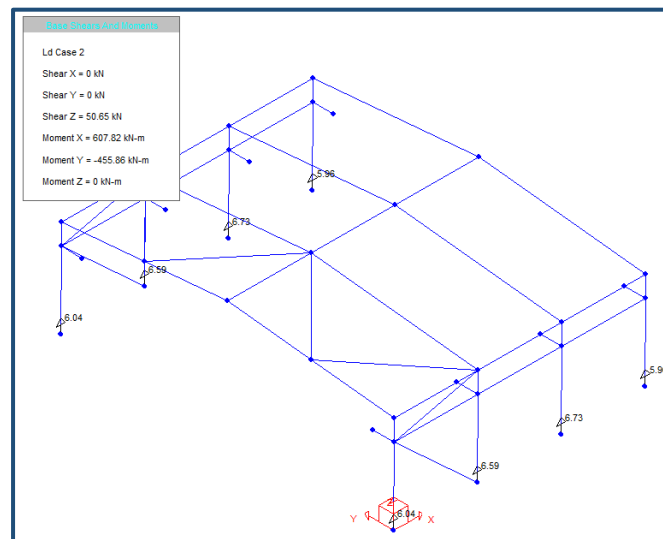 Base Shears And Moments
Ld Case 2
Shear X = 0 kN
Shear Y = 0 kN
Shear Z = 50.65 kN
Moment X = 607.82 kN-m
Moment Y = -455.86 kN-m
Moment Z = 0 kN-m
5.96
6.73
6.59
6.04
5.9
6.73
6.59
Z
Y
6.04
X